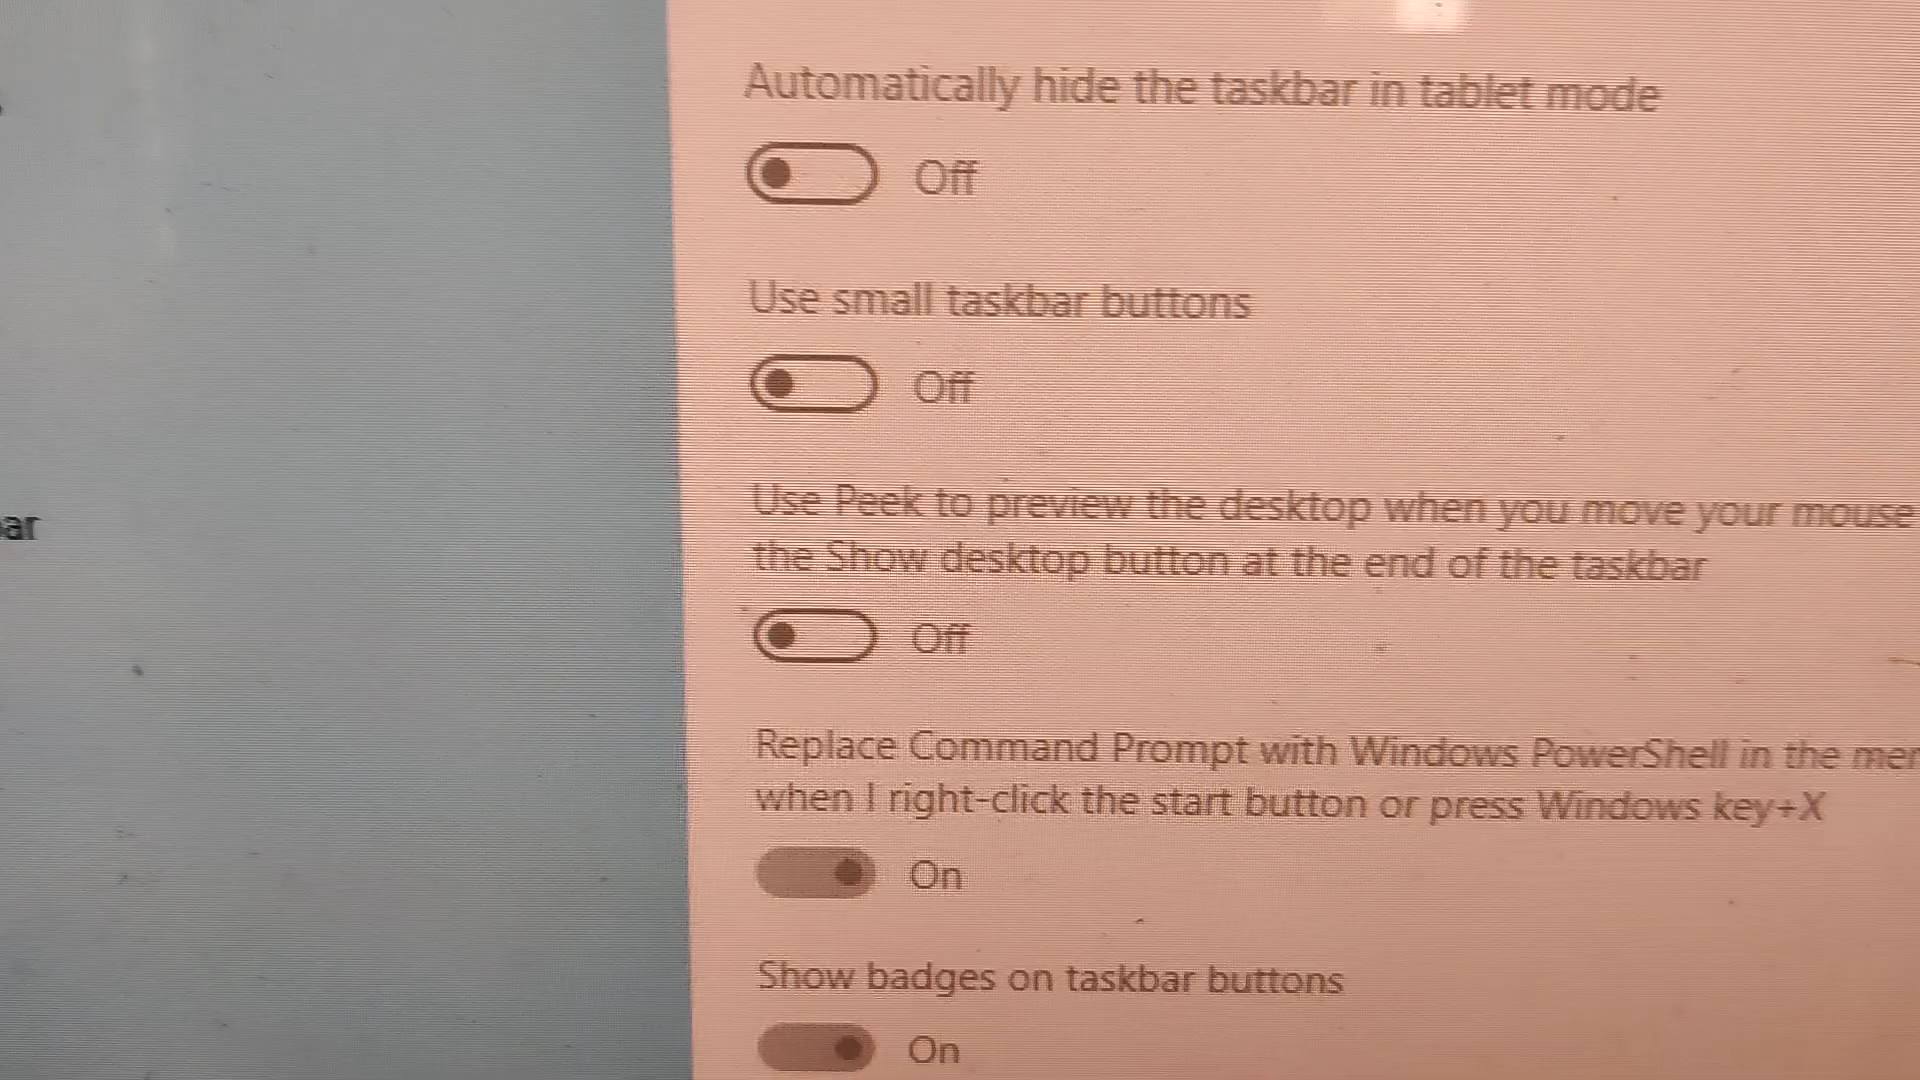 Automatically hide the taskbar in tablet mode
Off
Use small taskbar buttons
Off
Use Peek to preview the desktop when you move your mouse
the Show desktop button at the end of the taskbar
Off
ar
Replace Command Prompt with Windows PowerShell in the
when I right-click the start button or press Windows key+X
On
Show badges on taskbar buttons
On